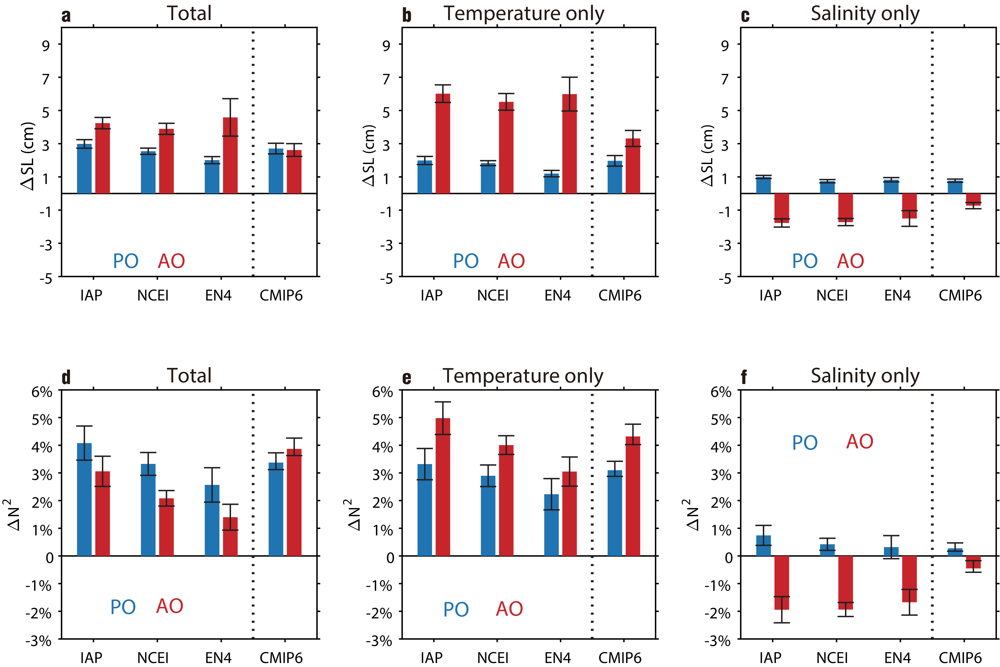 a Total
b Temperature only
c Salinity only
9
7
5
3
1
-1
-3
-5
ΔSL (cm)
PO AO
IAP NCEI EN4 CMIP6
9
7
5
3
1
-1
-3
-5
ΔSL (cm)
PO AO
IAP NCEI EN4 CMIP6
9
7
5
3
1
-1
-3
-5
ΔSL (cm)
PO AO
IAP NCEI EN4 CMIP6
d Total
e Temperature only
f Salinity only
6%
5%
4%
3%
2%
1%
0
-1%
-2%
-3%
ΔN²
PO AO
IAP NCEI EN4 CMIP6
6%
5%
4%
3%
2%
1%
0
-1%
-2%
-3%
ΔN²
PO AO
IAP NCEI EN4 CMIP6
6%
5%
4%
3%
2%
1%
0
-1%
-2%
-3%
ΔN²
PO AO
IAP NCEI EN4 CMIP6